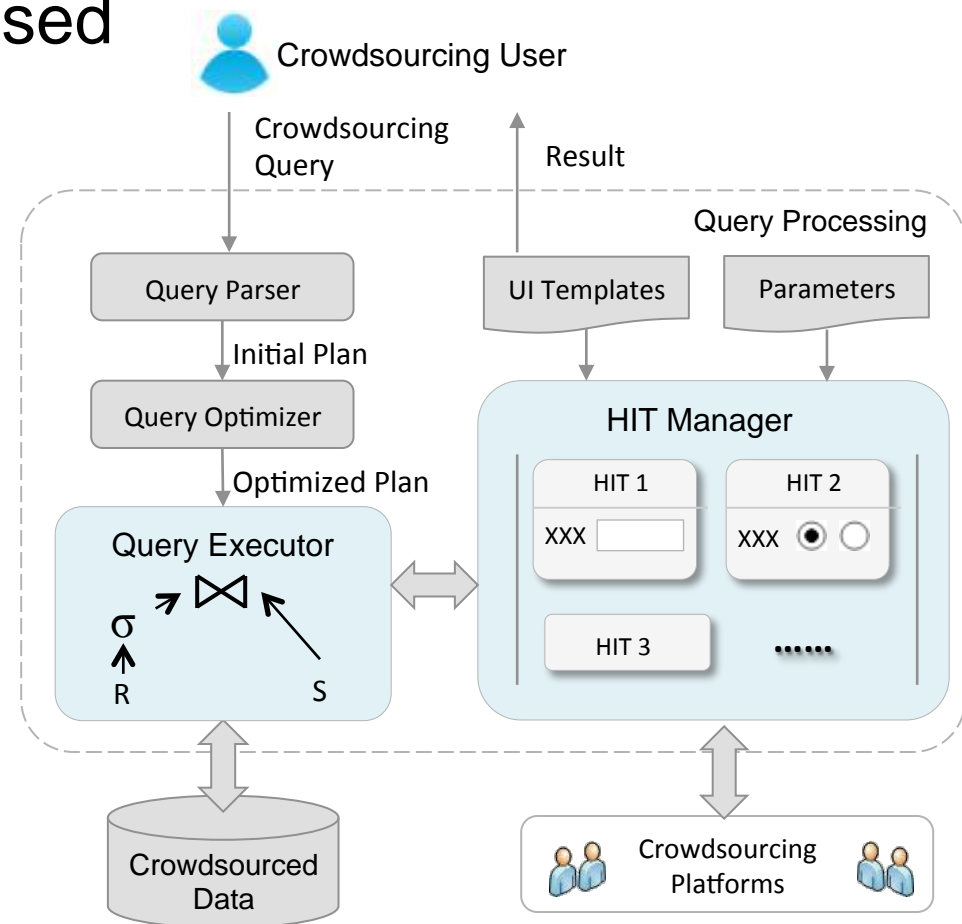 sed
Crowdsourcing User
Crowdsourcing
Query
Result
Query Processing
Query Parser
UI Templates
Parameters
Initial Plan
Query Optimizer
HIT Manager
Optimized Plan
HIT 1
HIT 2
XXX
XXX
Query Executor
σ
R
S
HIT 3
......
Crowdsourced
Data
Crowdsourcing
Platforms